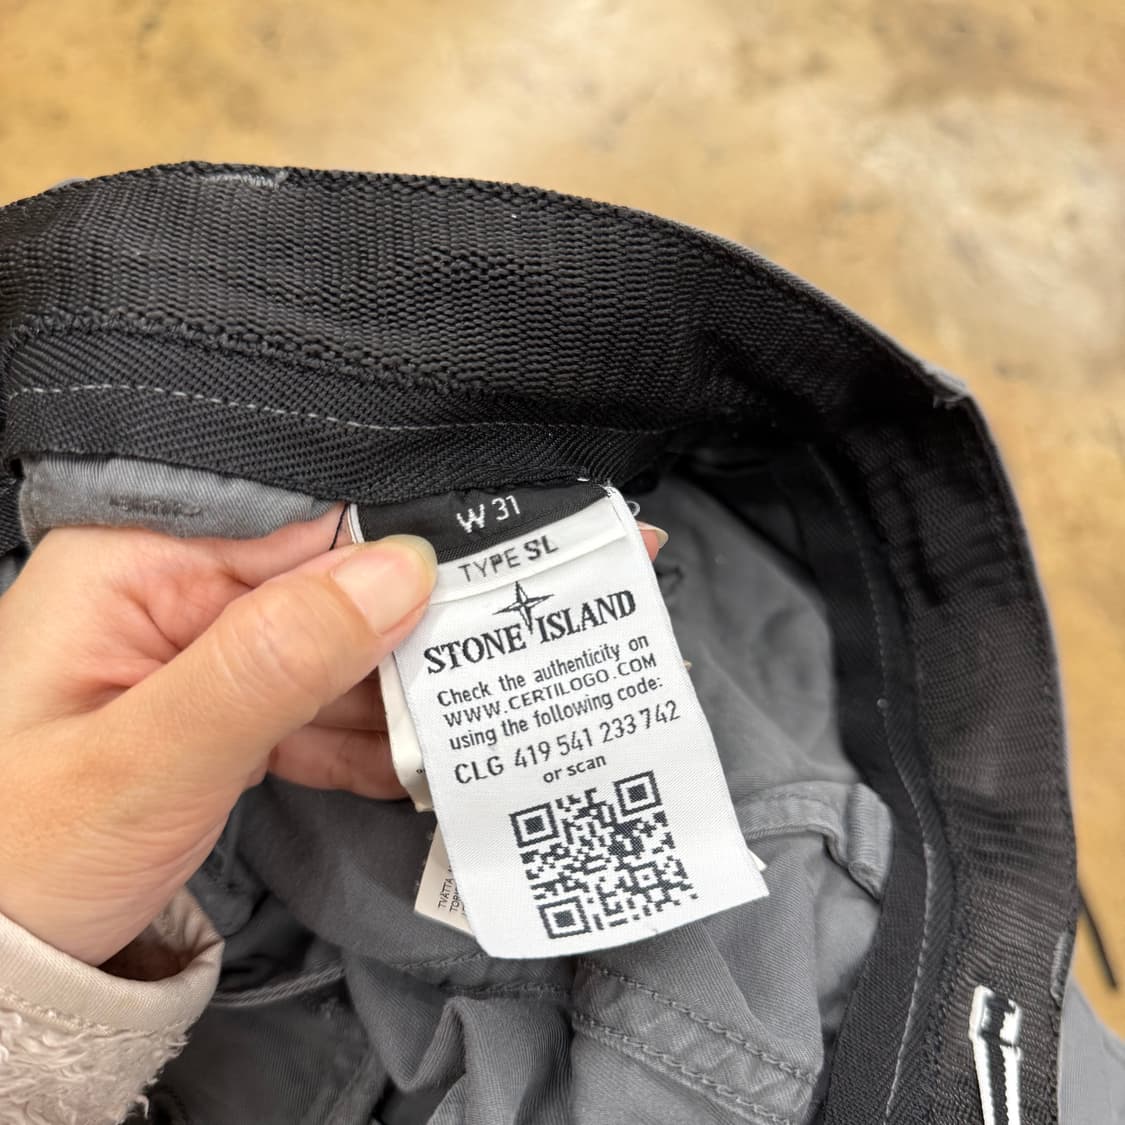 W 31
TYPE SL
STONE ISLAND
Check the authenticity on
WWW.CERTILOGO.COM
using the following code:
CLG 419 541 233 742
or scan
TVÄTTA